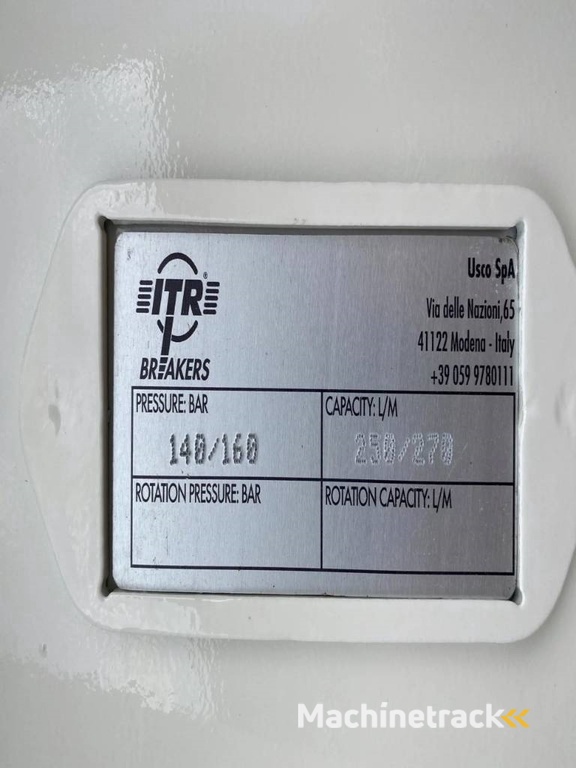 ITR®
BREAKERS
Usco SpA
Via delle Nazioni,65
41122 Modena - Italy
+39 059 9780111
PRESSURE: BAR
140/160
CAPACITY: L/M
250/270
ROTATION PRESSURE: BAR
ROTATION CAPACITY: L/M
Machinetrack